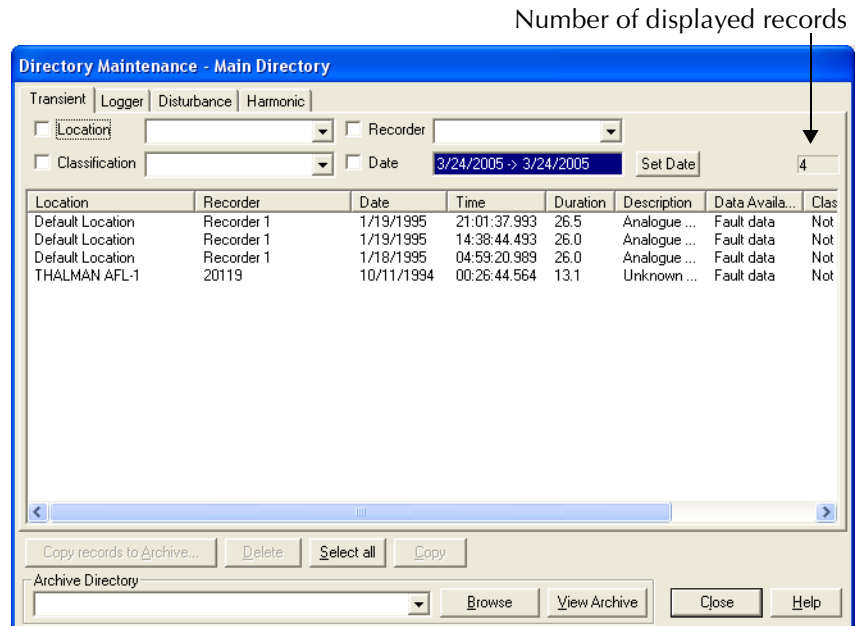 Number of displayed records
Directory Maintenance - Main Directory
Transient Logger Disturbance Harmonic
Location Recorder
Classification Date 3/24/2005 -> 3/24/2005 Set Date 4
Location Recorder Date Time Duration Description Data Availa... Clas
Default Location Recorder 1 1/19/1995 21:01:37.993 26.5 Analogue ... Fault data Not
Default Location Recorder 1 1/19/1995 14:38:44.493 26.0 Analogue ... Fault data Not
Default Location Recorder 1 1/18/1995 04:59:20.989 26.0 Analogue ... Fault data Not
THALMAN AFL-1 20119 10/11/1994 00:26:44.564 13.1 Unknown ... Fault data Not
Copy records to Archive... Delete Select all Copy
Archive Directory
Browse View Archive Close Help